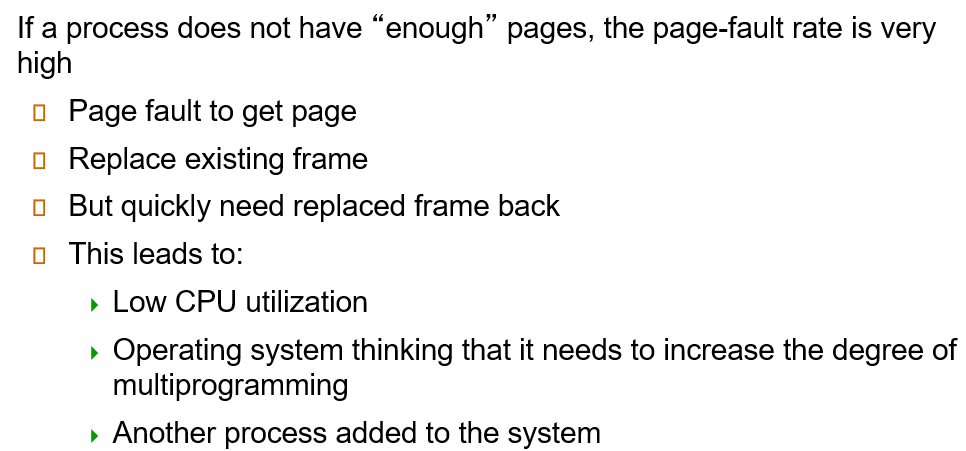 If a process does not have “enough” pages, the page-fault rate is very
high
Page fault to get page
Replace existing frame
But quickly need replaced frame back
This leads to:
Low CPU utilization
Operating system thinking that it needs to increase the degree of
multiprogramming
Another process added to the system